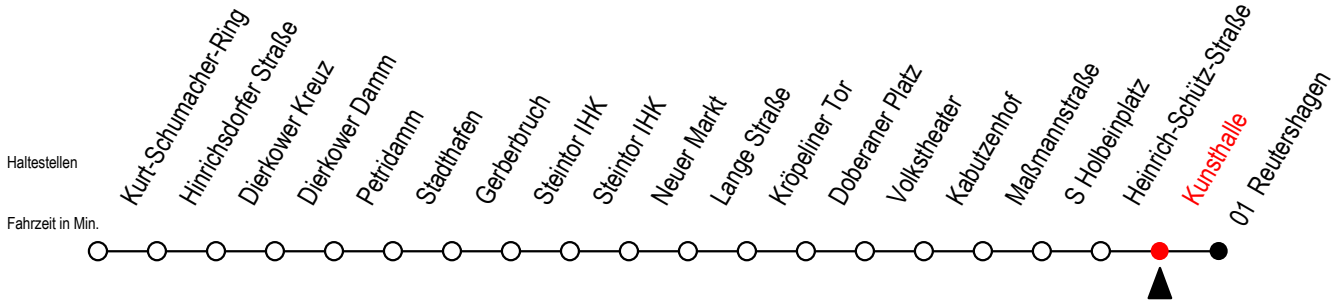 Haltestellen
Kurt-Schumacher-Ring
Hinrichsdorfer Straße
Dierkower Kreuz
Dierkower Damm
Petridamm
Stadthafen
Gerberbruch
Steintor IHK
Steintor IHK
Neuer Markt
Lange Straße
Kröpeliner Tor
Doberaner Platz
Volkstheater
Kabutzenhof
Maßmannstraße
S Holbeinplatz
Heinrich-Schütz-Straße
Kunsthalle
01 Reutershagen
Fahrzeit in Min.